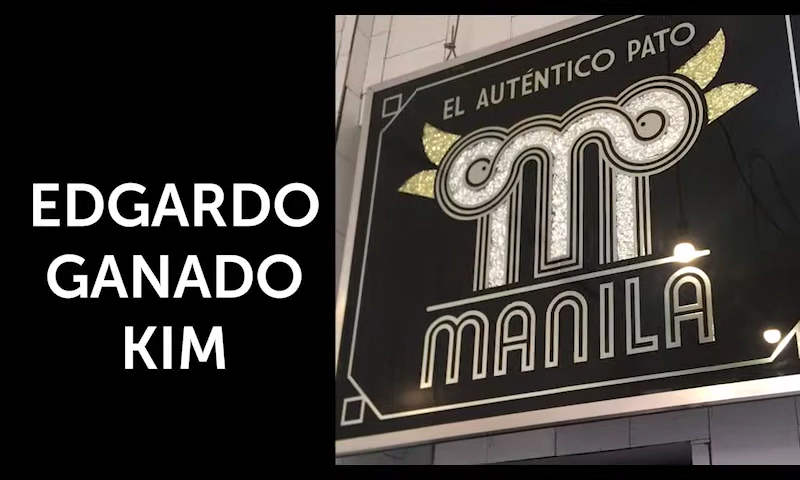 EDGARDO
GANADO
KIM
EL AUTÉNTICO PATO
MANILA